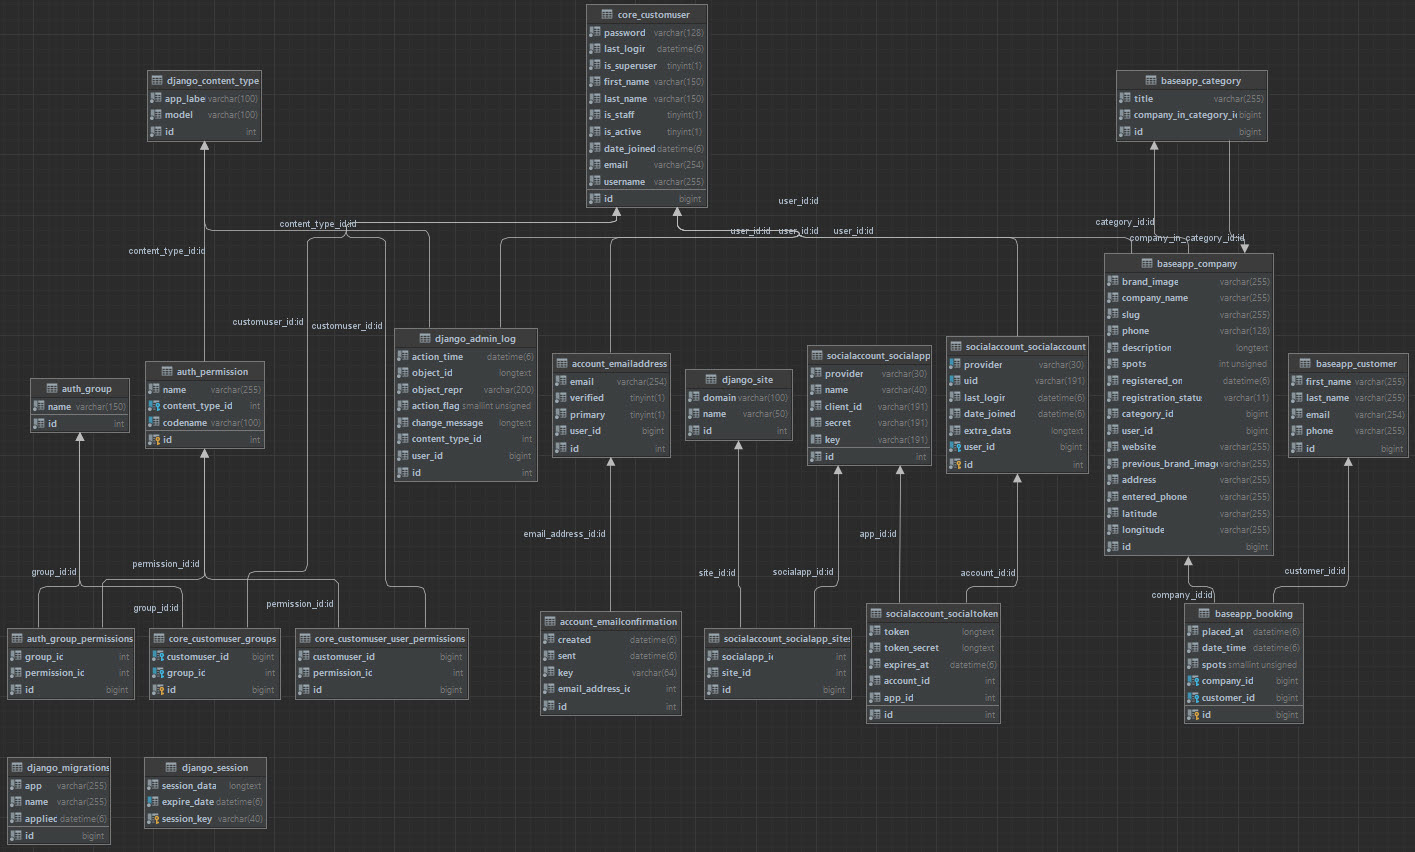 core_customuser
password varchar(128)
last_login datetime(6)
is_superuser tinyint(1)
first_name varchar(150)
last_name varchar(150)
is_staff tinyint(1)
is_active tinyint(1)
date_joined datetime(6)
email varchar(254)
username varchar(255)
id bigint
django_content_type
app_labe varchar(100)
model varchar(100)
id int
baseapp_category
title varchar(255)
company_in_category_id bigint
id bigint
user_id:id
content_type_id:id
user_id:id
user_id:id
user_id:id
category_id:id
company_in_category_id:id
content_type_id:id
customuser_id:id
customuser_id:id
baseapp_company
brand_image varchar(255)
company_name varchar(255)
slug varchar(255)
phone varchar(128)
description longtext
spots int unsigned
registered_on datetime(6)
registration_status varchar(11)
category_id bigint
user_id bigint
website varchar(255)
previous_brand_image varchar(255)
address varchar(255)
entered_phone varchar(255)
latitude varchar(255)
longitude varchar(255)
id bigint
auth_group
name varchar(150)
id int
auth_permission
name varchar(255)
content_type_id int
codename varchar(100)
id int
django_admin_log
action_time datetime(6)
object_id longtext
object_repr varchar(200)
action_flag smallint unsigned
change_message longtext
content_type_id int
user_id bigint
id int
account_emailaddress
email varchar(254)
verified tinyint(1)
primary tinyint(1)
user_id bigint
id int
django_site
domain varchar(100)
name varchar(50)
id int
socialaccount_socialapp
provider varchar(30)
name varchar(40)
client_id varchar(191)
secret varchar(191)
key varchar(191)
id int
socialaccount_socialaccount
provider varchar(30)
uid varchar(191)
last_login datetime(6)
date_joined datetime(6)
extra_data longtext
user_id bigint
id int
baseapp_customer
first_name varchar(255)
last_name varchar(255)
email varchar(254)
phone varchar(255)
id bigint
email_address_id:id
app_id:id
group_id:id
permission_id:id
site_id:id
socialapp_id:id
account_id:id
customer_id:id
group_id:id
permission_id:id
company_id:id
auth_group_permissions
group_id int
permission_id int
id bigint
core_customuser_groups
customuser_id bigint
group_id int
id bigint
core_customuser_user_permissions
customuser_id bigint
permission_id int
id bigint
account_emailconfirmation
created datetime(6)
sent datetime(6)
key varchar(64)
email_address_id int
id int
socialaccount_socialapp_sites
socialapp_id int
site_id int
id bigint
socialaccount_socialtoken
token longtext
token_secret longtext
expires_at datetime(6)
account_id int
app_id int
id int
baseapp_booking
placed_at datetime(6)
date_time datetime(6)
spots smallint unsigned
company_id bigint
customer_id bigint
id bigint
django_migrations
app varchar(255)
name varchar(255)
applied datetime(6)
id bigint
django_session
session_data longtext
expire_date datetime(6)
session_key varchar(40)